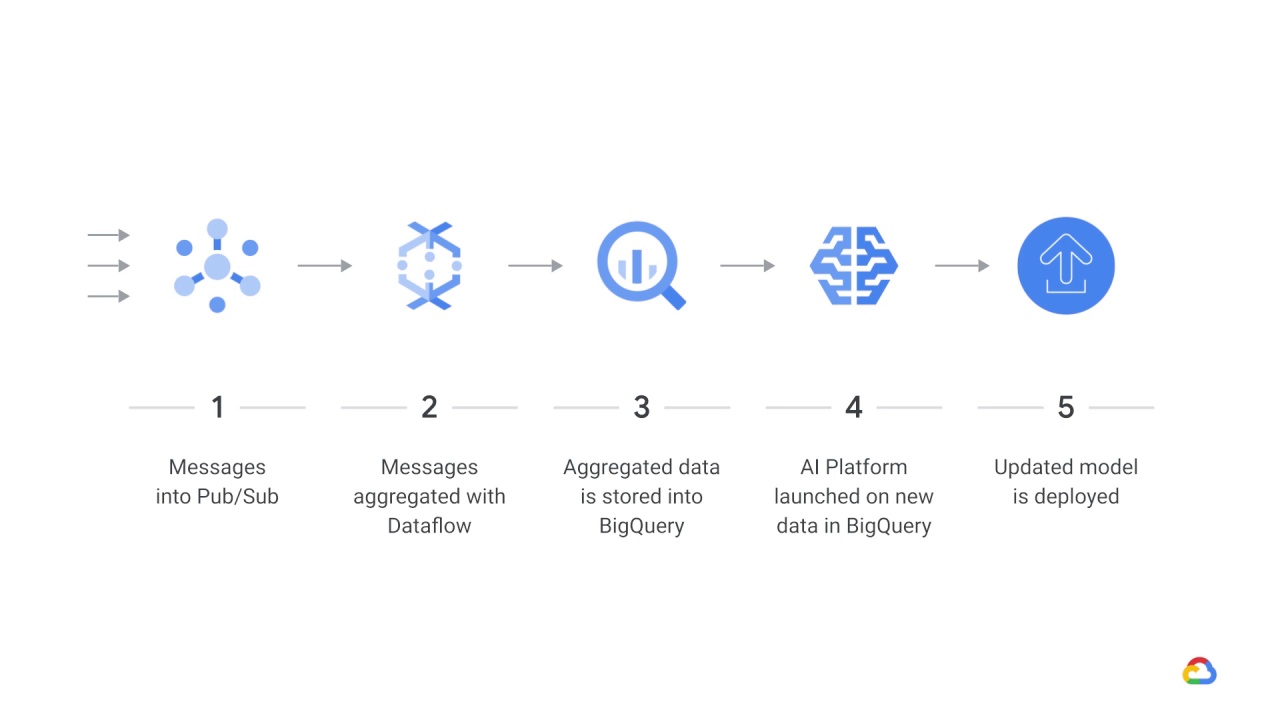 1
Messages
into Pub/Sub
2
Messages
aggregated with
Dataflow
3
Aggregated data
is stored into
BigQuery
4
AI Platform
launched on new
data in BigQuery
5
Updated model
is deployed